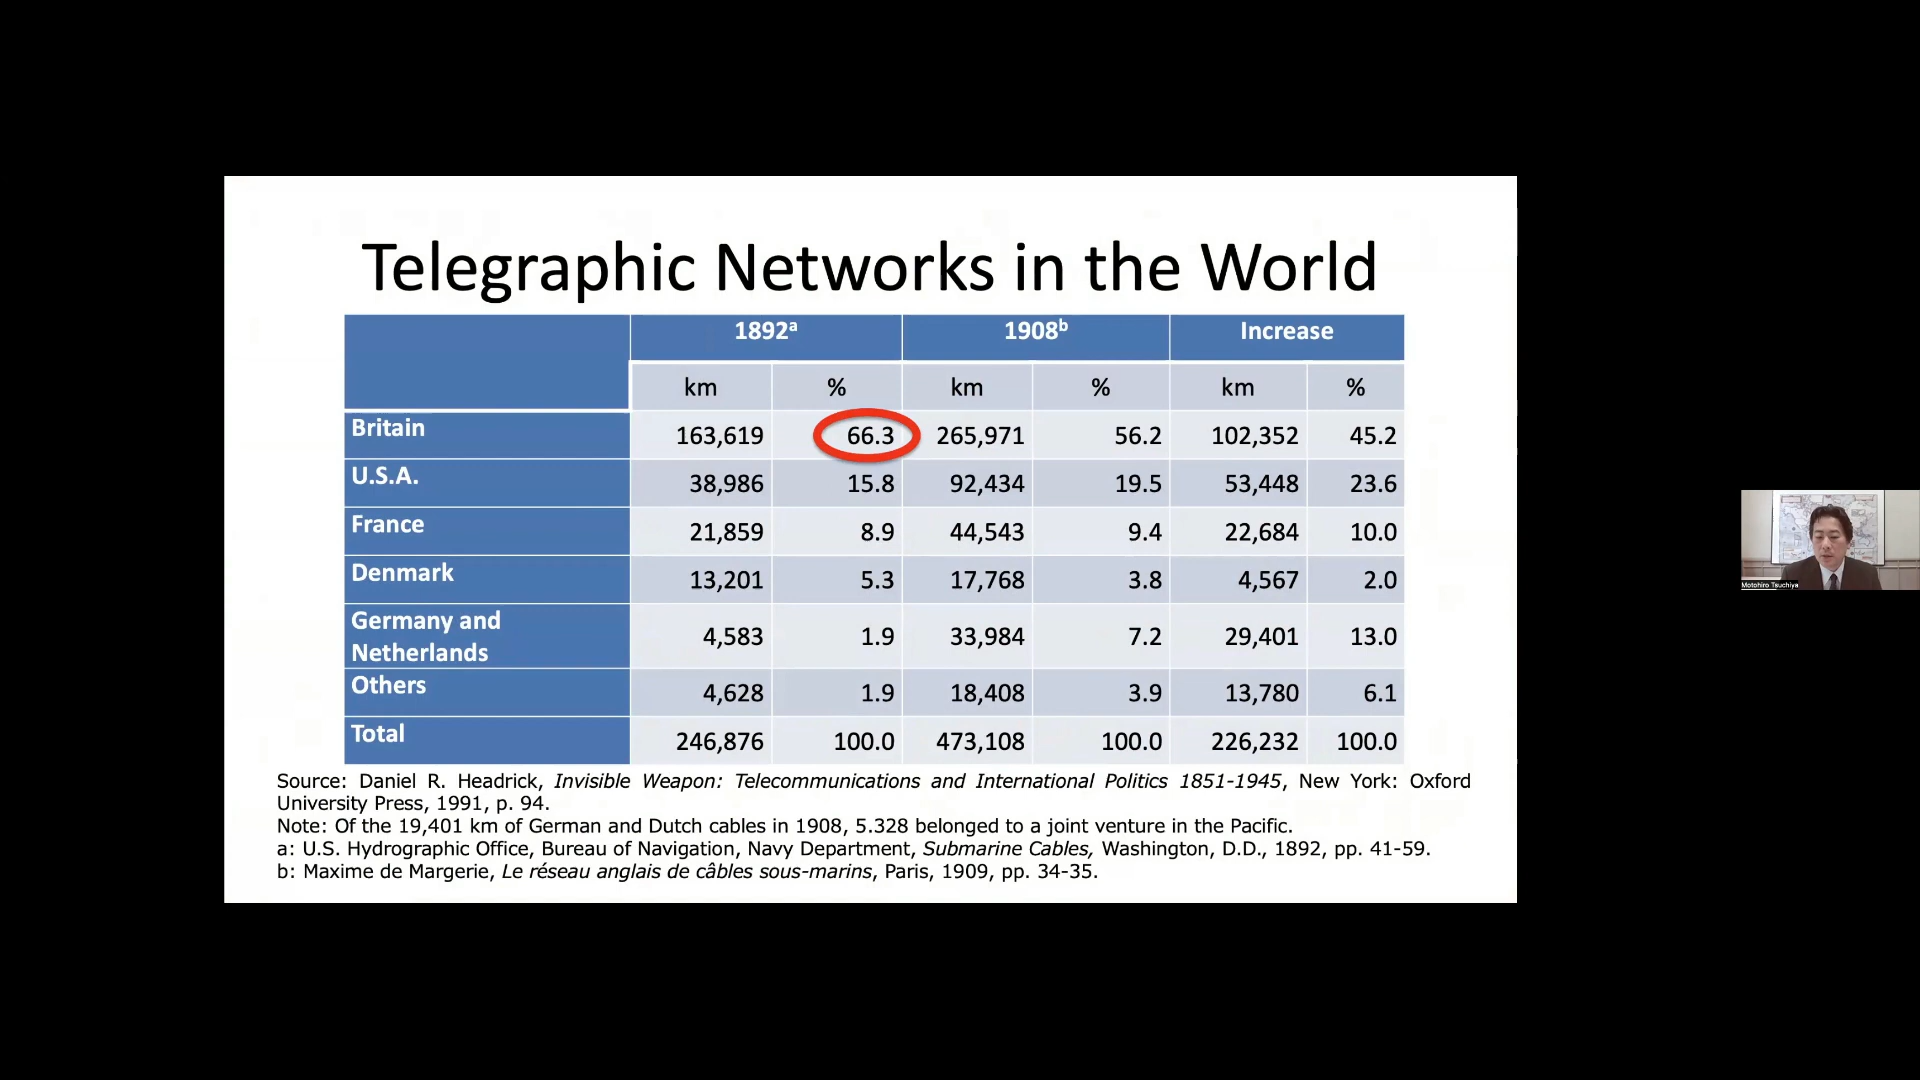 Telegraphic Networks in the World
1892a 1908b Increase
km % km % km %
Britain 163,619 66.3 265,971 56.2 102,352 45.2
U.S.A. 38,986 15.8 92,434 19.5 53,448 23.6
France 21,859 8.9 44,543 9.4 22,684 10.0
Denmark 13,201 5.3 17,768 3.8 4,567 2.0
Germany and
Netherlands 4,583 1.9 33,984 7.2 29,401 13.0
Others 4,628 1.9 18,408 3.9 13,780 6.1
Total 246,876 100.0 473,108 100.0 226,232 100.0
Source: Daniel R. Headrick, Invisible Weapon: Telecommunications and International Politics 1851-1945, New York: Oxford
University Press, 1991, p. 94.
Note: Of the 19,401 km of German and Dutch cables in 1908, 5.328 belonged to a joint venture in the Pacific.
a: U.S. Hydrographic Office, Bureau of Navigation, Navy Department, Submarine Cables, Washington, D.D., 1892, pp. 41-59.
b: Maxime de Margerie, Le réseau anglais de câbles sous-marins, Paris, 1909, pp. 34-35.
Motohiro Tsuchiya